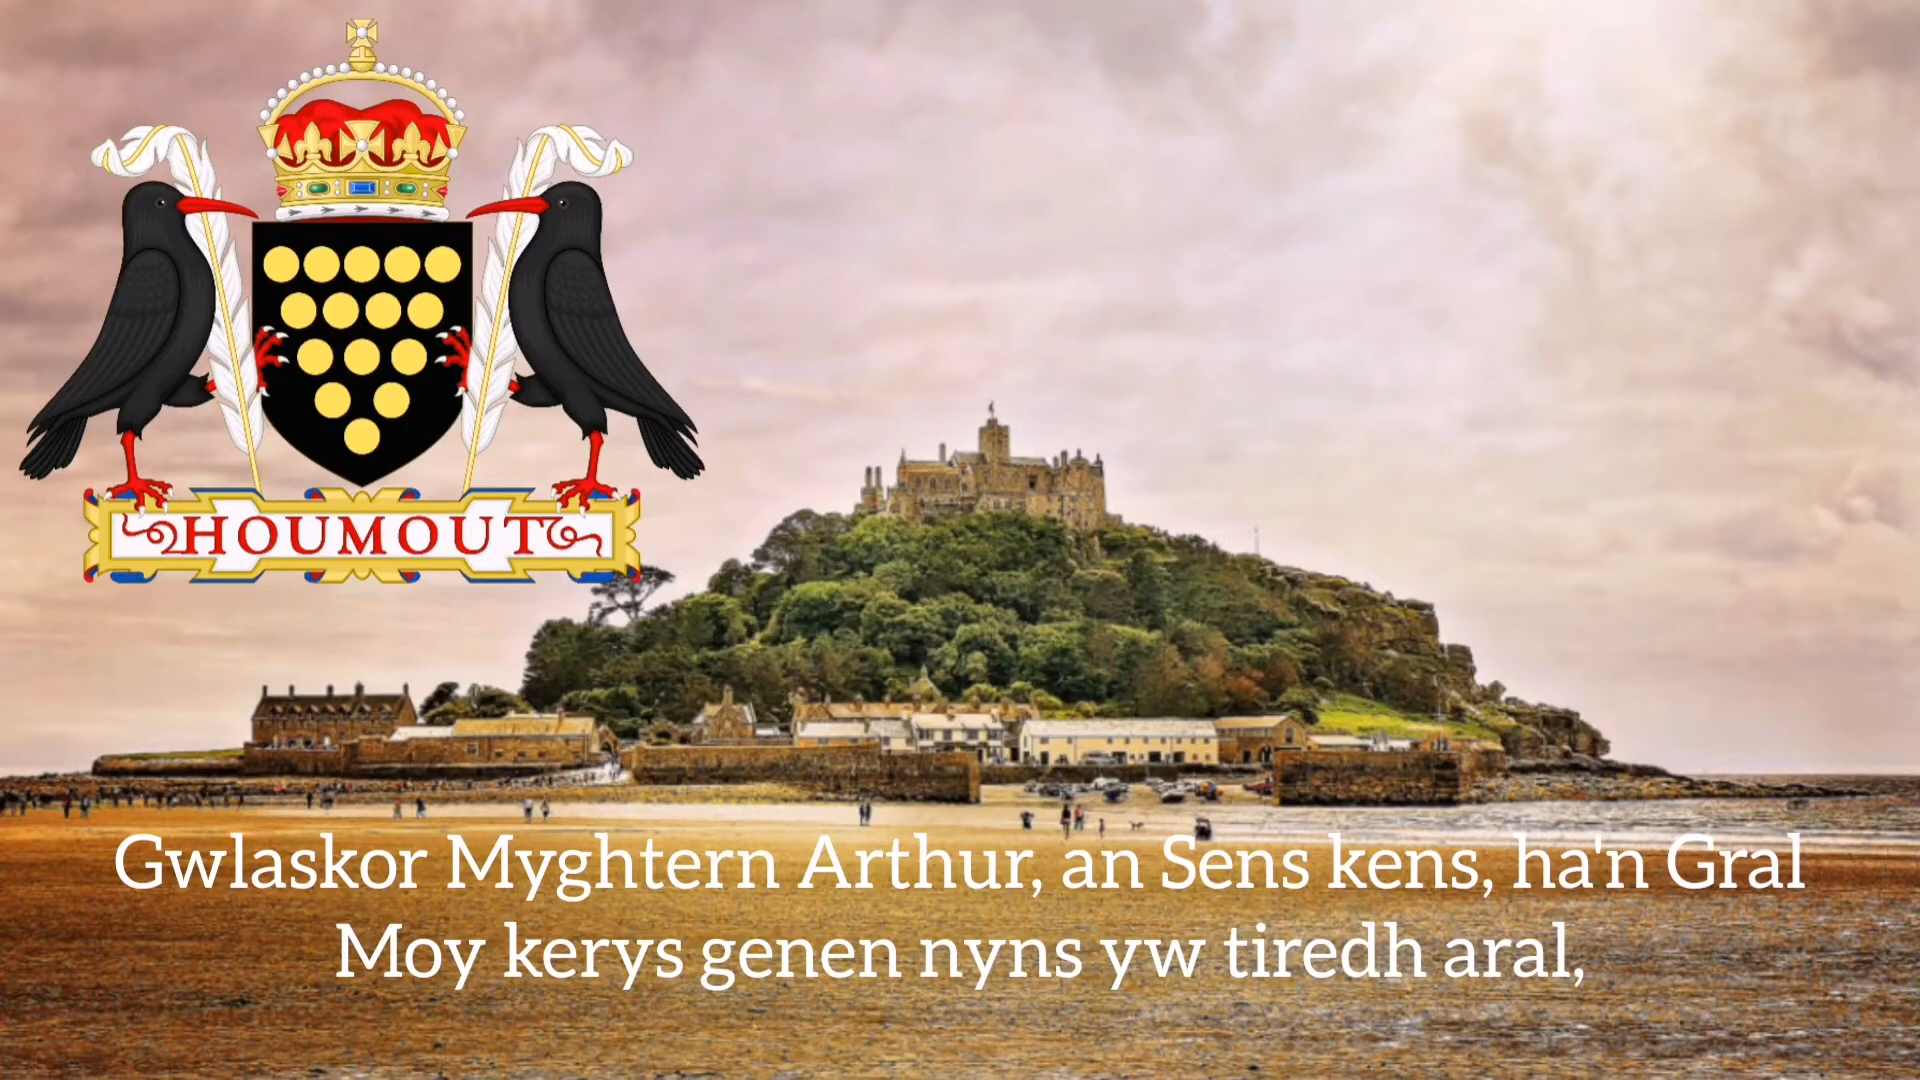 HOUMOUT
Gwlaskor Myghtern Arthur, an Sens kens, ha'n Gral
Moy kerys genen nyns yw tiredh aral,